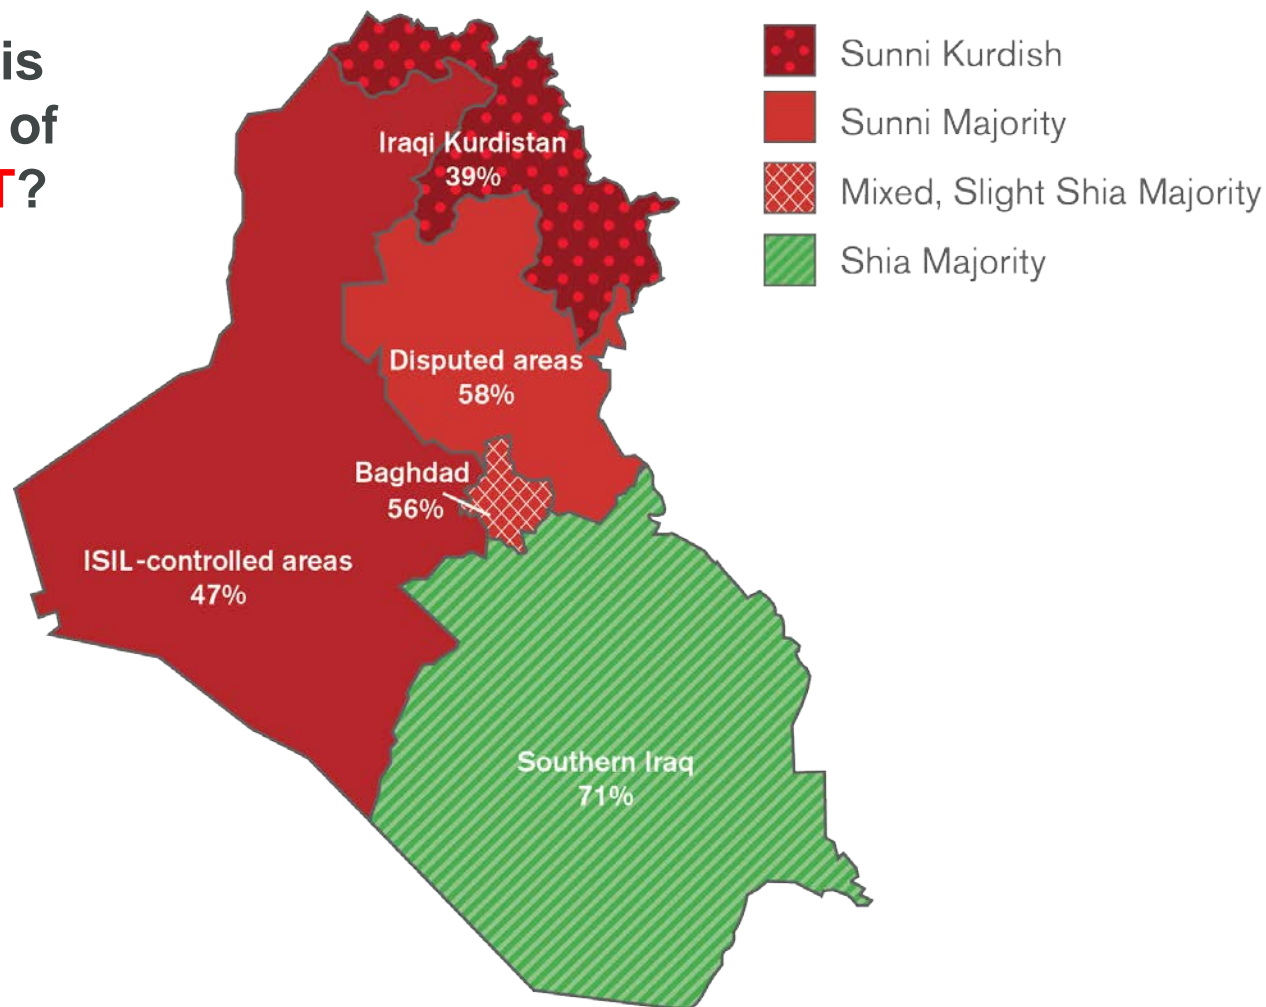 is
of
T?
Sunni Kurdish
Sunni Majority
Mixed, Slight Shia Majority
Shia Majority
Iraqi Kurdistan
39%
Disputed areas
58%
Baghdad
56%
ISIL-controlled areas
47%
Southern Iraq
71%